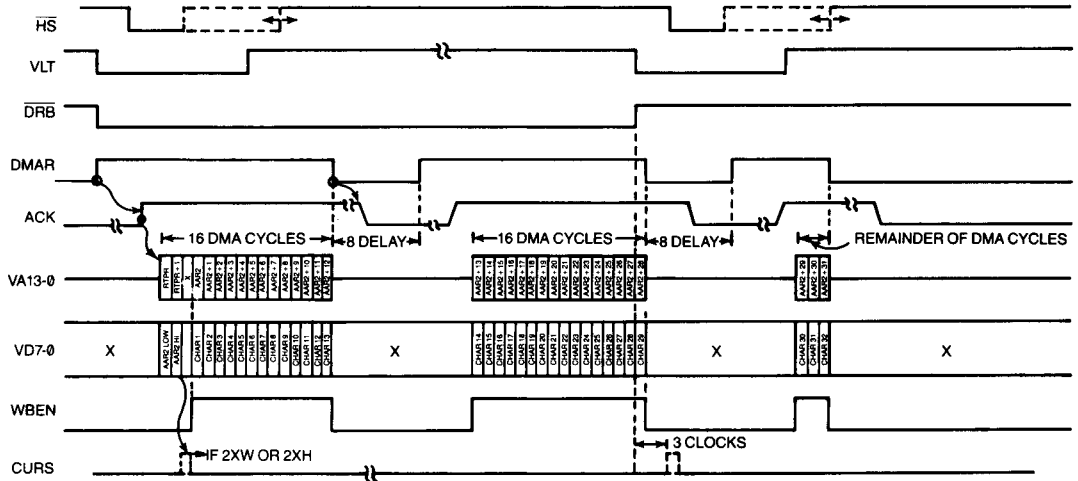 HS
VLT
DRB
DMAR
ACK
16 DMA CYCLES
8 DELAY
16 DMA CYCLES
8 DELAY
REMAINDER OF DMA CYCLES
VA13-0
RTPR
RTPR + 1
X
AAR2
AAR2 + 1
AAR2 + 2
AAR2 + 3
AAR2 + 4
AAR2 + 5
AAR2 + 6
AAR2 + 7
AAR2 + 8
AAR2 + 9
AAR2 + 10
AAR2 + 11
AAR2 + 12
AAR2 + 13
AAR2 + 14
AAR2 + 15
AAR2 + 16
AAR2 + 17
AAR2 + 18
AAR2 + 19
AAR2 + 20
AAR2 + 21
AAR2 + 22
AAR2 + 23
AAR2 + 24
AAR2 + 25
AAR2 + 26
AAR2 + 27
AAR2 + 28
AAR2 + 29
AAR2 + 30
AAR2 + 31
VD7-0
X
AAR2 LOW
AAR2 HI
CHAR 1
CHAR 2
CHAR 3
CHAR 4
CHAR 5
CHAR 6
CHAR 7
CHAR 8
CHAR 9
CHAR 10
CHAR 11
CHAR 12
CHAR 13
X
CHAR 14
CHAR 15
CHAR 16
CHAR 17
CHAR 18
CHAR 19
CHAR 20
CHAR 21
CHAR 22
CHAR 23
CHAR 24
CHAR 25
CHAR 26
CHAR 27
CHAR 28
CHAR 29
X
CHAR 30
CHAR 31
CHAR 32
X
WBEN
3 CLOCKS
IF 2XW OR 2XH
CURS